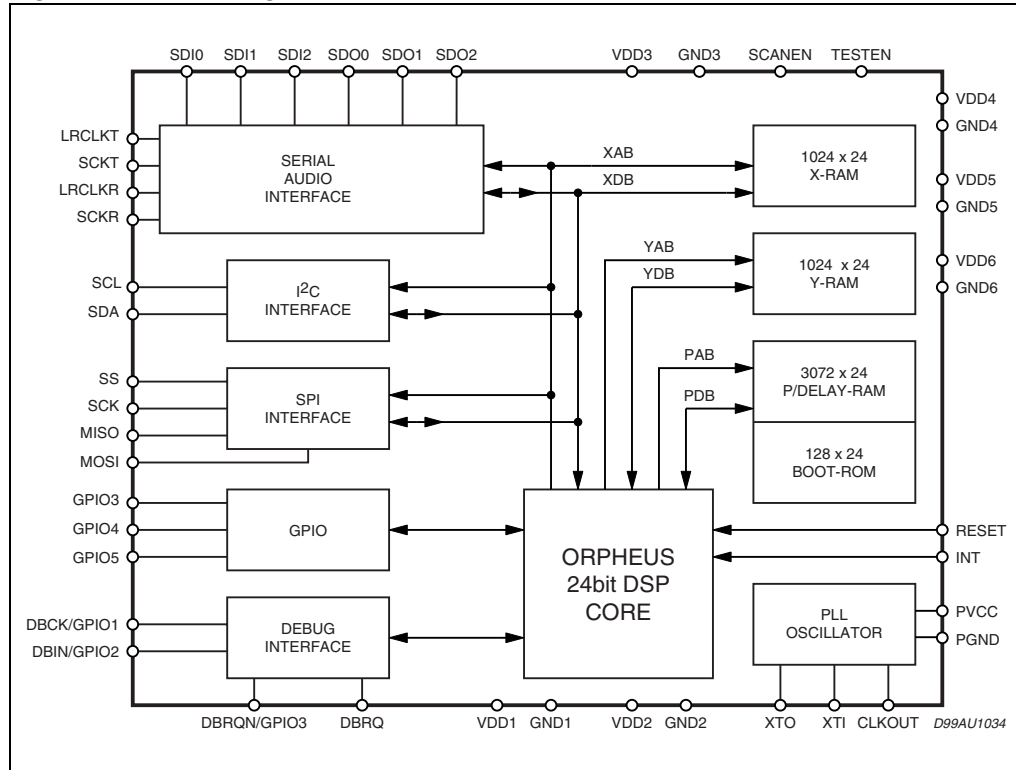 SDI0 SDI1 SDI2 SDO0 SDO1 SDO2 VDD3 GND3 SCANEN TESTEN
VDD4
GND4
VDD5
GND5
VDD6
GND6
LRCLKT
SCKT
LRCLKR
SCKR
SERIAL
AUDIO
INTERFACE
XAB
XDB
1024 x 24
X-RAM
SCL
SDA
I2C
INTERFACE
YAB
YDB
1024 x 24
Y-RAM
SS
SCK
MISO
MOSI
SPI
INTERFACE
PAB
PDB
3072 x 24
P/DELAY-RAM
128 x 24
BOOT-ROM
GPIO3
GPIO4
GPIO5
GPIO
ORPHEUS
24bit DSP
CORE
RESET
INT
DBCK/GPIO1
DBIN/GPIO2
DEBUG
INTERFACE
PLL
OSCILLATOR
PVCC
PGND
DBRQN/GPIO3 DBRQ VDD1 GND1 VDD2 GND2 XTO XTI CLKOUT D99AU1034